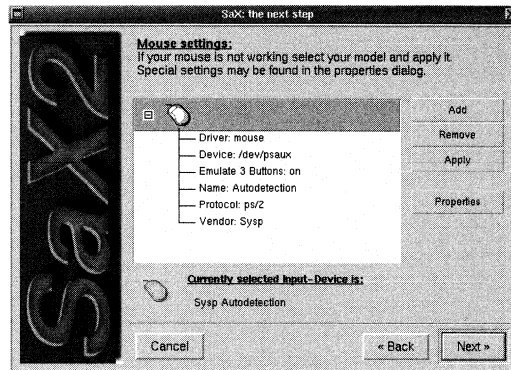 SaX: the next step
SaX2
Mouse settings:
If your mouse is not working select your model and apply it.
Special settings may be found in the properties dialog.
Add
Remove
Apply
Properties
Driver: mouse
Device: /dev/psaux
Emulate 3 Buttons: on
Name: Autodetection
Protocol: ps/2
Vendor: Sysp
Currently selected Input-Device is:
Sysp Autodetection
Cancel
« Back
Next »